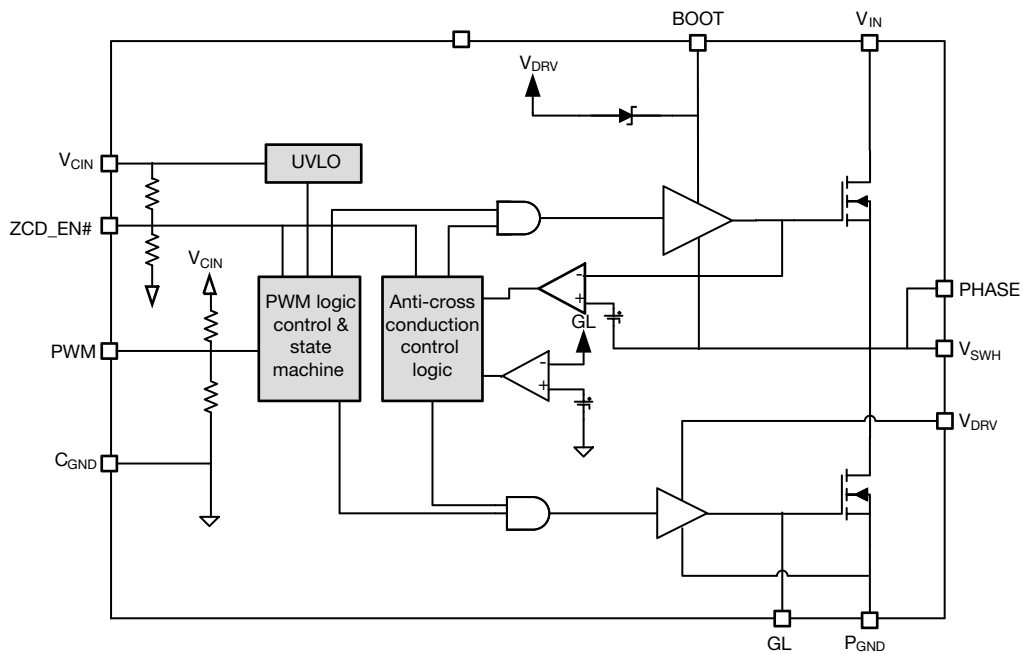 BOOT
VIN
VDRV
VCIN
UVLO
ZCD_EN#
VCIN
PWM logic
control &
state
machine
Anti-cross
conduction
control
logic
-
+
GL
-
+
PHASE
PWM
VSWH
VDRV
CGND
GL
PGND